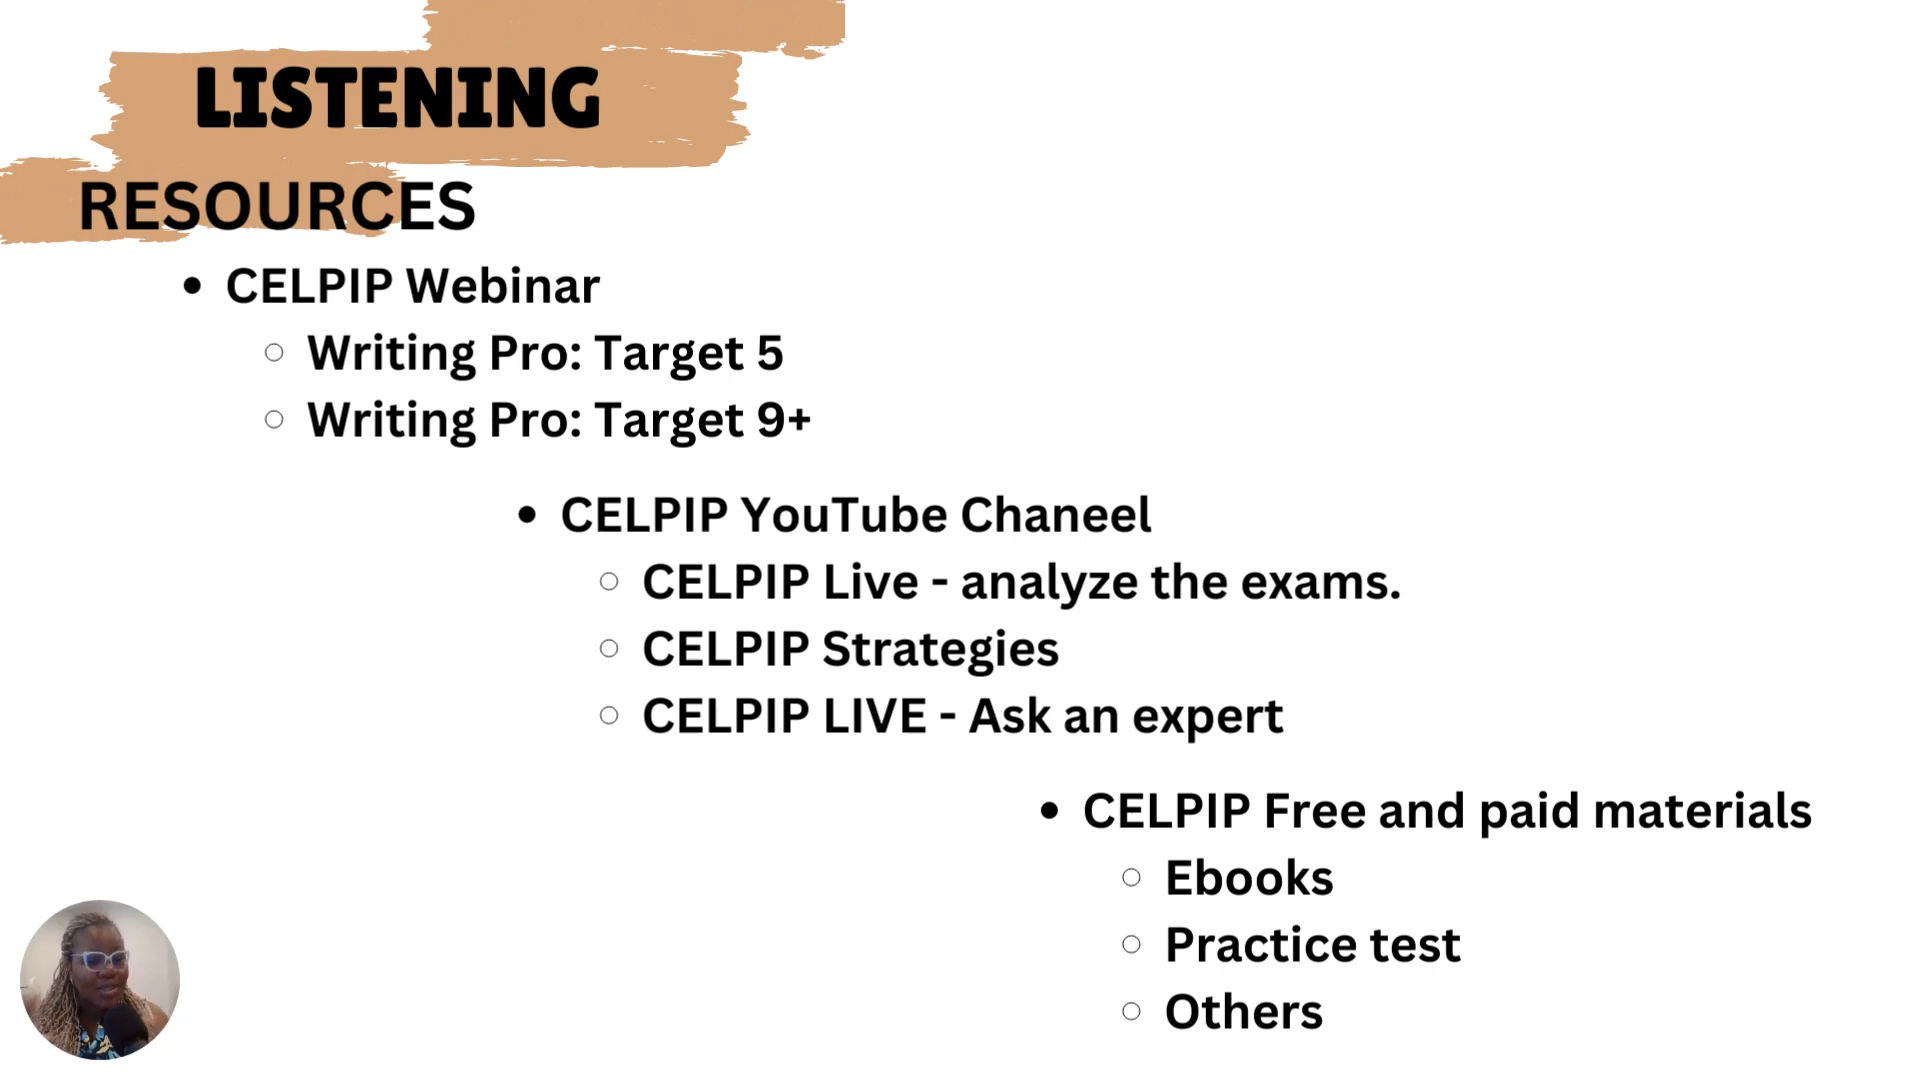 LISTENING
RESOURCES
• CELPIP Webinar
○ Writing Pro: Target 5
○ Writing Pro: Target 9+
• CELPIP YouTube Chaneel
○ CELPIP Live - analyze the exams.
○ CELPIP Strategies
○ CELPIP LIVE - Ask an expert
• CELPIP Free and paid materials
○ Ebooks
○ Practice test
○ Others